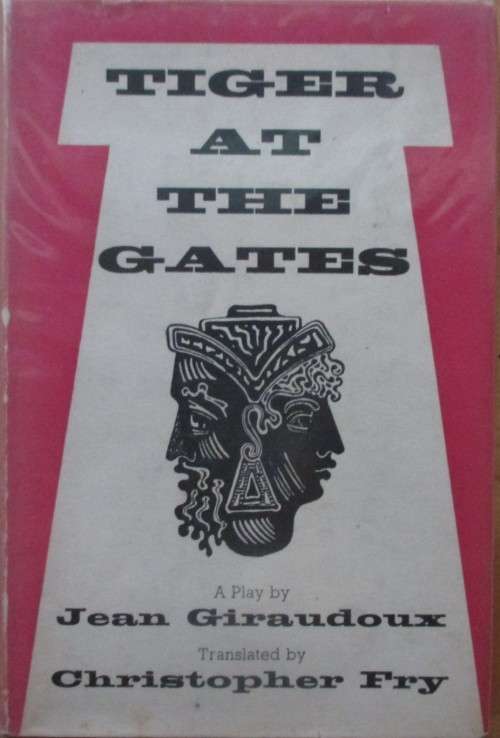 TIGER
AT
THE
GATES
A Play by
Jean Giraudoux
Translated by
Christopher Fry